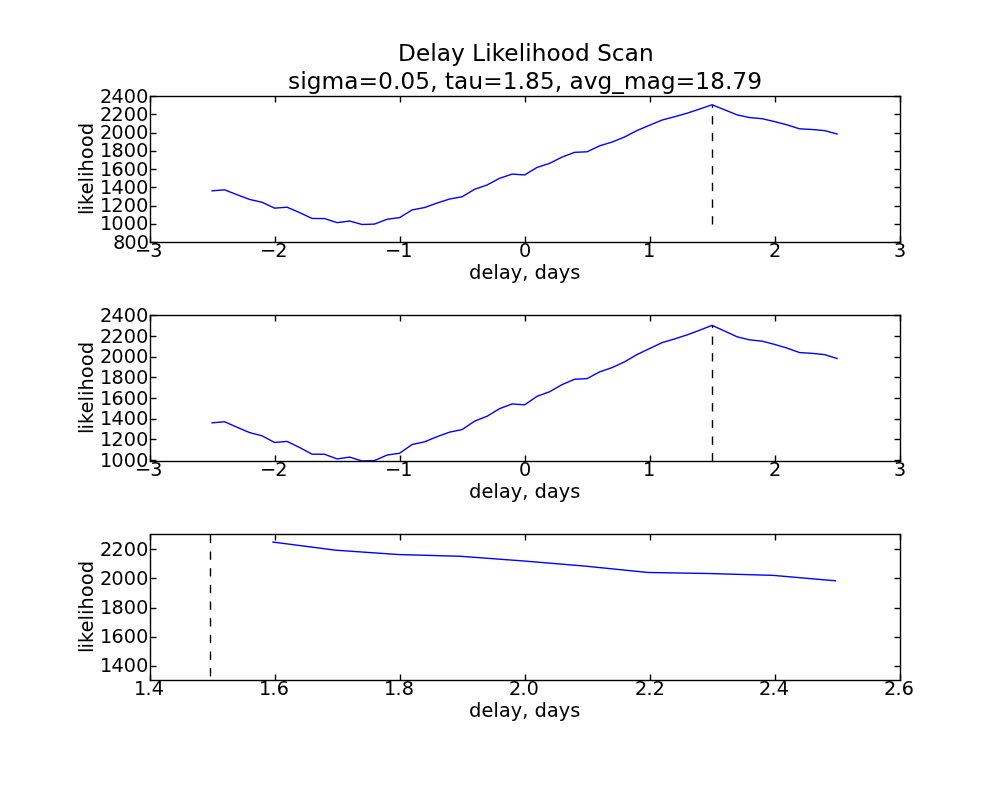 Delay Likelihood Scan
sigma=0.05, tau=1.85, avg_mag=18.79
2400
2200
2000
1800
1600
1400
1200
1000
800
likelihood
−3 −2 −1 0 1 2 3
delay, days
2400
2200
2000
1800
1600
1400
1200
1000
likelihood
−3 −2 −1 0 1 2 3
delay, days
2200
2000
1800
1600
1400
likelihood
1.4 1.6 1.8 2.0 2.2 2.4 2.6
delay, days